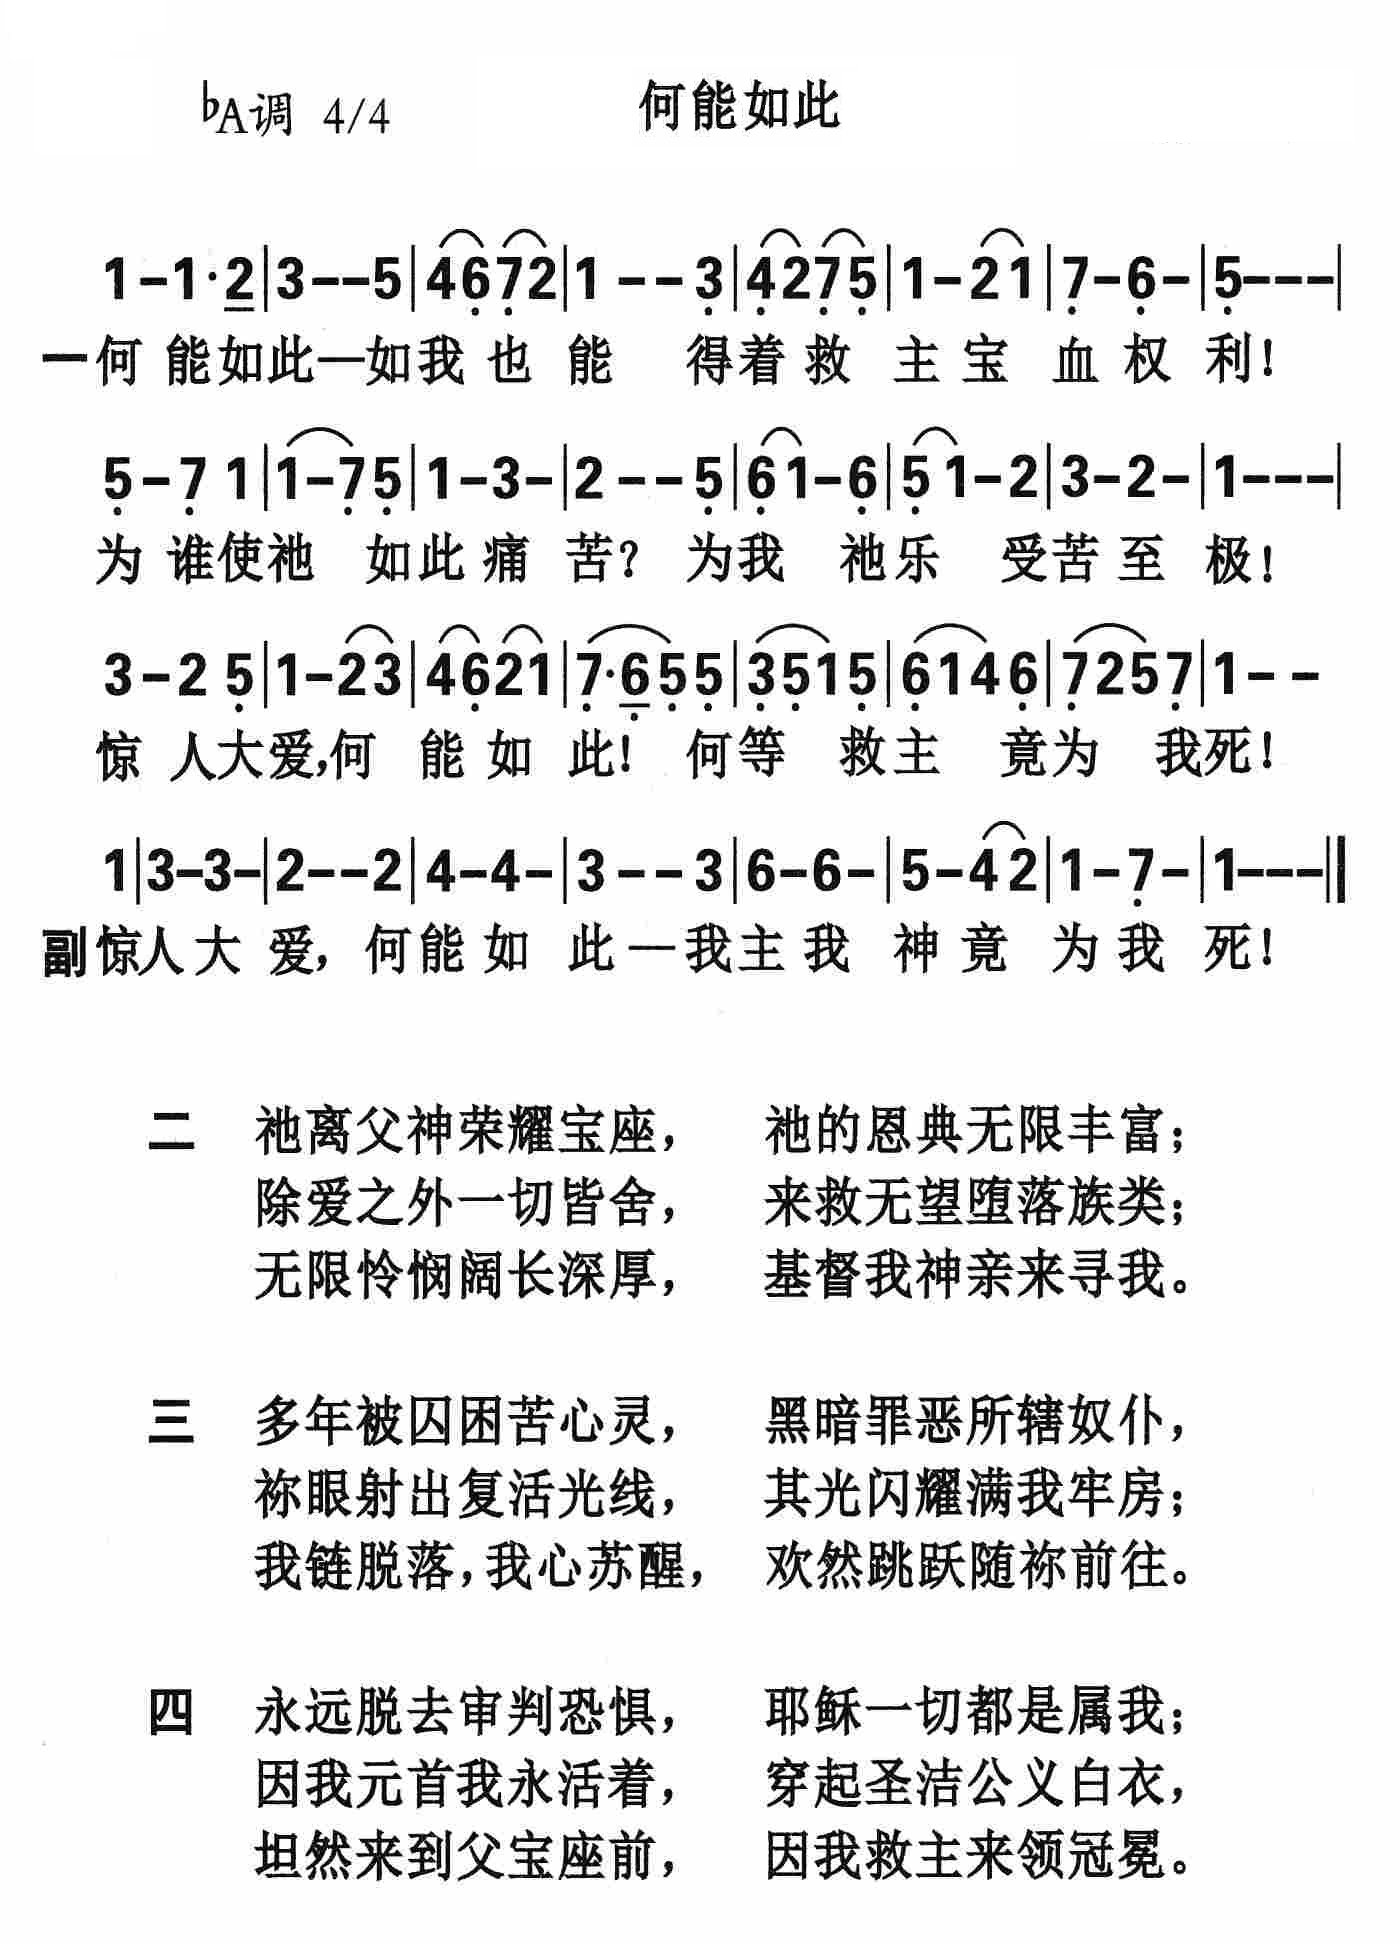 ♭A调 4/4 何能如此
1-1·2|3--5|4672|1--3|4275|1-21|7-6-|5---|
一何能如此—如我也能 得着救主宝血权利！
5-71|1-75|1-3-|2--5|61-6|51-2|3-2-|1---|
为谁使祂 如此痛苦？为我 祂乐 受苦至极！
3-25|1-23|4621|7·655|3515|6146|7257|1--
惊人大爱，何能如此！何等 救主 竟为 我死！
1|3-3-|2--2|4-4-|3--3|6-6-|5-42|1-7-|1---‖
副惊人大爱，何能如此—我主我神竟为我死！
二 祂离父神荣耀宝座， 祂的恩典无限丰富；
除爱之外一切皆舍， 来救无望堕落族类；
无限怜悯阔长深厚， 基督我神亲来寻我。
三 多年被囚困苦心灵， 黑暗罪恶所辖奴仆，
祢眼射出复活光线， 其光闪耀满我牢房；
我链脱落，我心苏醒， 欢然跳跃随祢前往。
四 永远脱去审判恐惧， 耶稣一切都是属我；
因我元首我永活着， 穿起圣洁公义白衣，
坦然来到父宝座前， 因我救主来领冠冕。